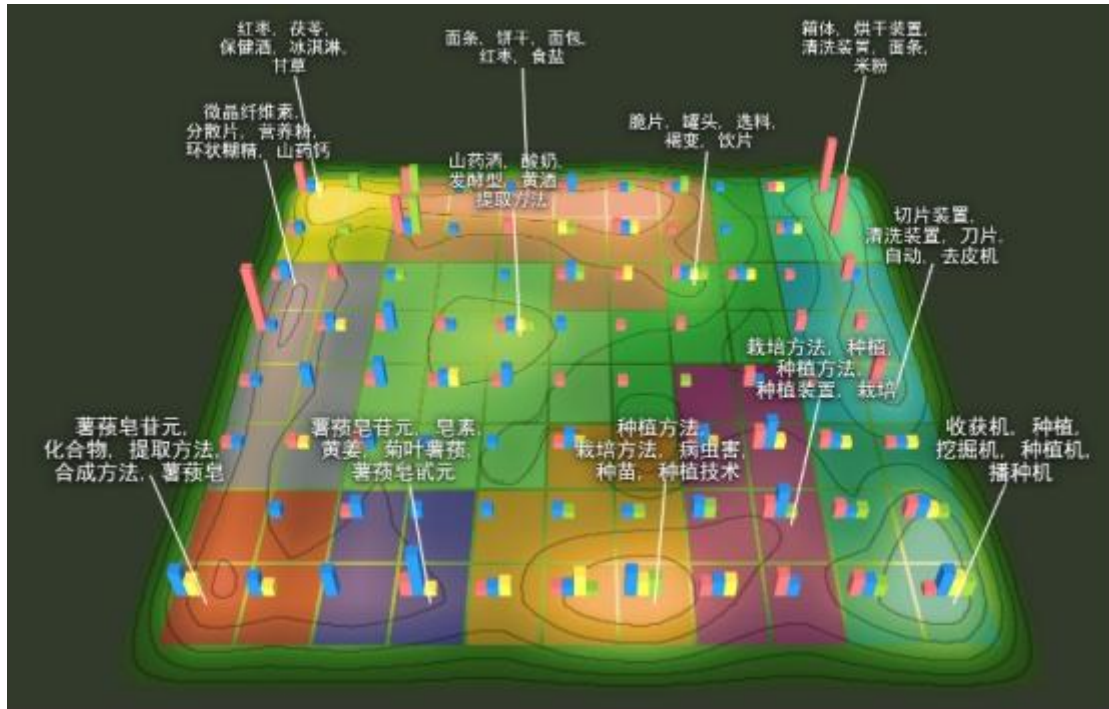 红枣, 茯苓,
保健酒, 冰淇淋,
甘草
面条, 饼干, 面包,
红枣, 食盐
箱体, 烘干装置,
清洗装置, 面条,
米粉
微晶纤维素,
分散片, 营养粉,
环状糊精, 山药钙
山药酒, 酸奶,
发酵型, 黄酒
提取方法
脆片, 罐头, 选料,
褐变, 饮片
切片装置,
清洗装置, 刀片,
自动, 去皮机
栽培方法, 种植,
种植方法,
种植装置, 栽培
薯蓣皂苷元,
化合物, 提取方法,
合成方法, 薯蓣皂
薯蓣皂苷元, 皂素,
黄姜, 菊叶薯蓣,
薯蓣皂甙元
种植方法,
栽培方法, 病虫害,
种苗, 种植技术
收获机, 种植,
挖掘机, 种植机,
播种机